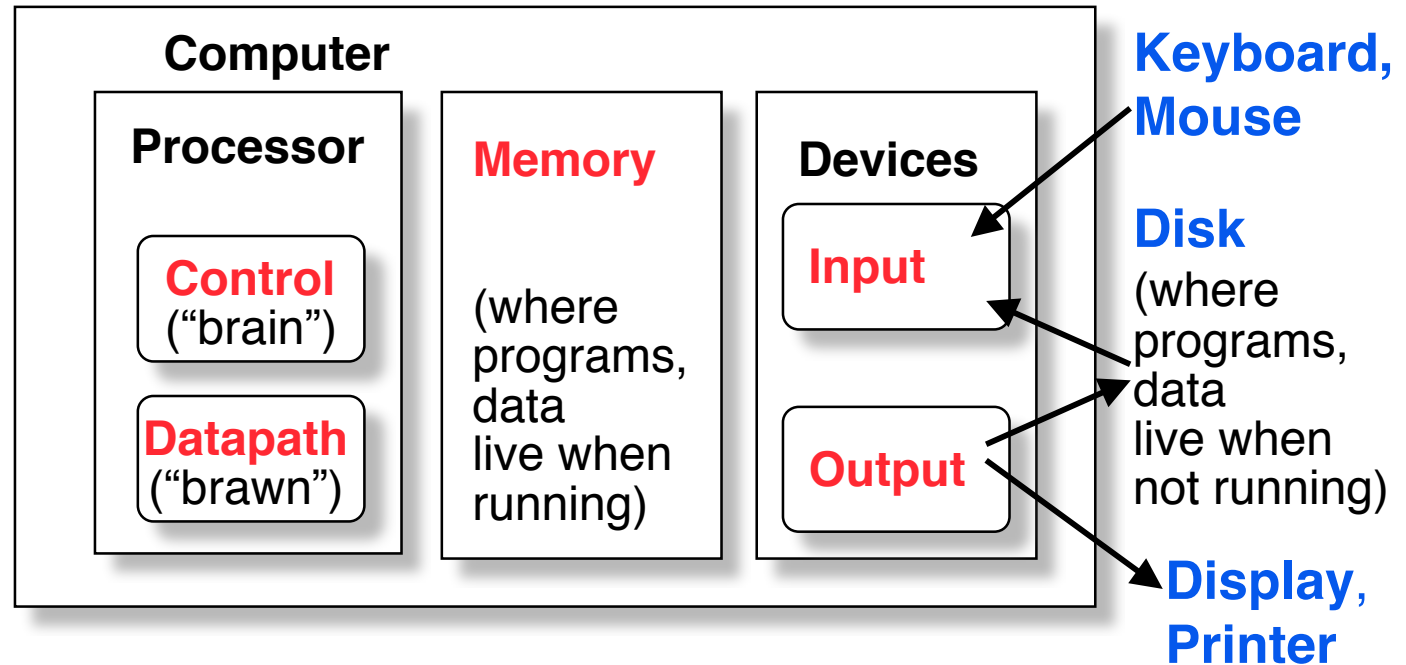 Computer
Processor
Control
(“brain”)
Datapath
(“brawn”)
Memory
(where
programs,
data
live when
running)
Devices
Input
Output
Keyboard,
Mouse
Disk
(where
programs,
data
live when
not running)
Display,
Printer